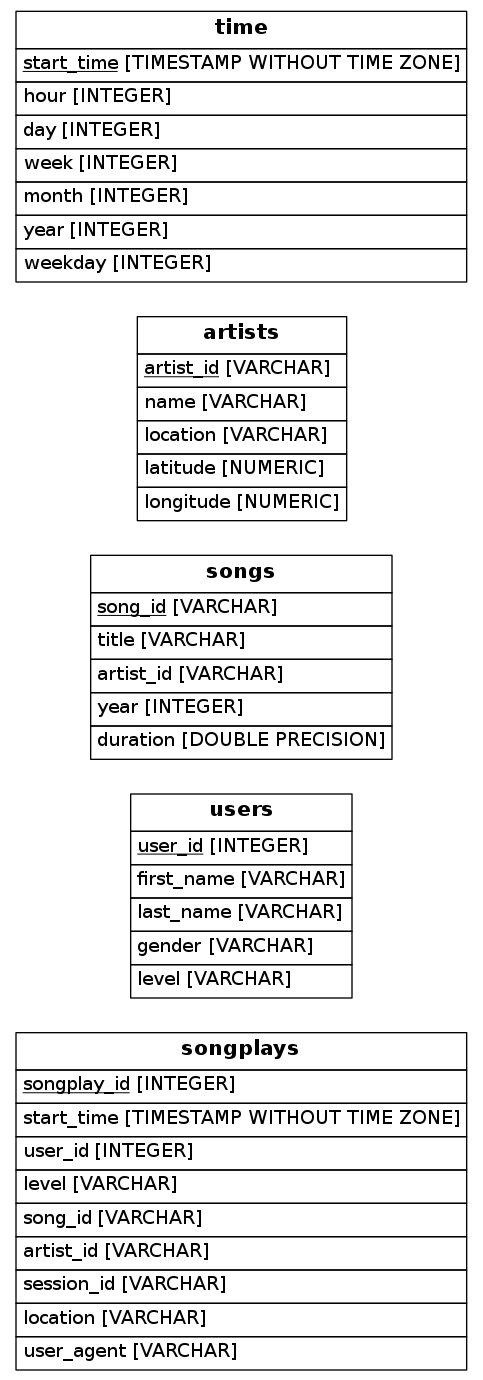 time
start_time [TIMESTAMP WITHOUT TIME ZONE]
hour [INTEGER]
day [INTEGER]
week [INTEGER]
month [INTEGER]
year [INTEGER]
weekday [INTEGER]
artists
artist_id [VARCHAR]
name [VARCHAR]
location [VARCHAR]
latitude [NUMERIC]
longitude [NUMERIC]
songs
song_id [VARCHAR]
title [VARCHAR]
artist_id [VARCHAR]
year [INTEGER]
duration [DOUBLE PRECISION]
users
user_id [INTEGER]
first_name [VARCHAR]
last_name [VARCHAR]
gender [VARCHAR]
level [VARCHAR]
songplays
songplay_id [INTEGER]
start_time [TIMESTAMP WITHOUT TIME ZONE]
user_id [INTEGER]
level [VARCHAR]
song_id [VARCHAR]
artist_id [VARCHAR]
session_id [VARCHAR]
location [VARCHAR]
user_agent [VARCHAR]